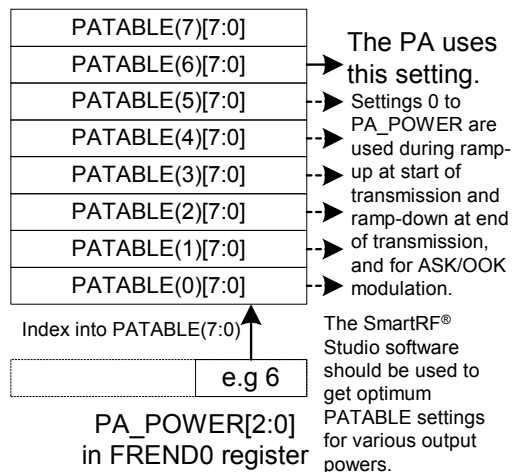 PATABLE(7)[7:0]
PATABLE(6)[7:0]
PATABLE(5)[7:0]
PATABLE(4)[7:0]
PATABLE(3)[7:0]
PATABLE(2)[7:0]
PATABLE(1)[7:0]
PATABLE(0)[7:0]
The PA uses
this setting.
Settings 0 to
PA_POWER are
used during ramp-
up at start of
transmission and
ramp-down at end
of transmission,
and for ASK/OOK
modulation.
Index into PATABLE(7:0)
e.g 6
PA_POWER[2:0]
in FREND0 register
The SmartRF®
Studio software
should be used to
get optimum
PATABLE settings
for various output
powers.